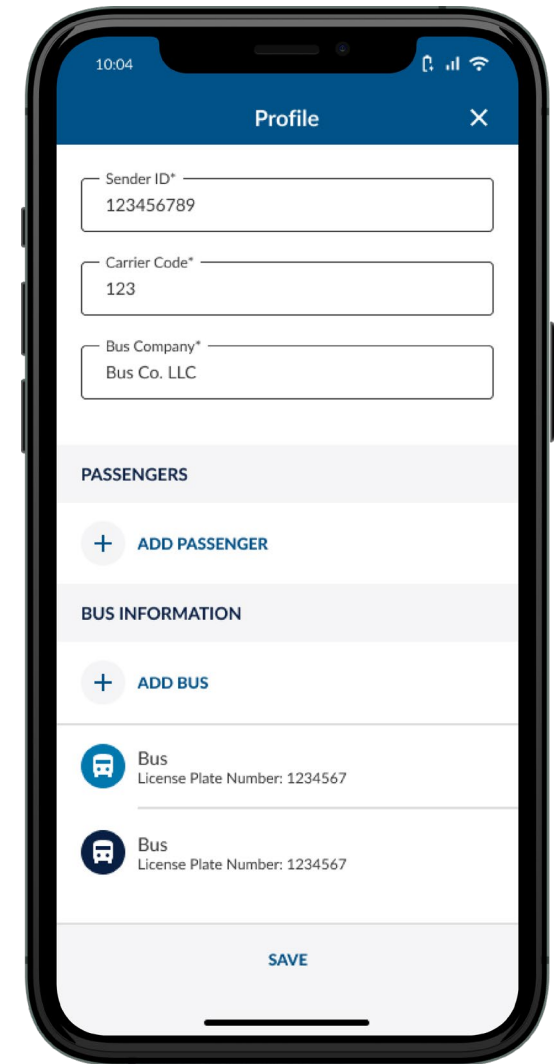 10:04
Profile
Sender ID*
123456789
Carrier Code*
123
Bus Company*
Bus Co. LLC
PASSENGERS
ADD PASSENGER
BUS INFORMATION
ADD BUS
Bus
License Plate Number: 1234567
Bus
License Plate Number: 1234567
SAVE